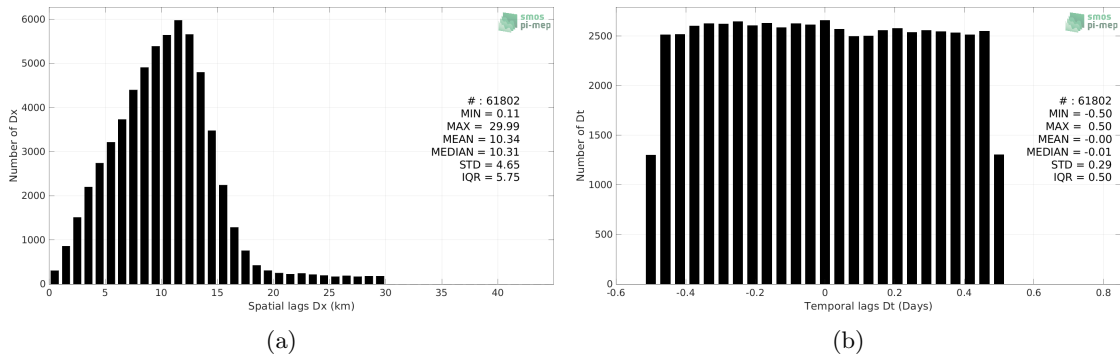 6000
5000
4000
3000
2000
1000
0
Number of Dx
0 5 10 15 20 25 30 35 40
Spatial lags Dx (km)
smos
pi-mep
# : 61802
MIN = 0.11
MAX = 29.99
MEAN = 10.34
MEDIAN = 10.31
STD = 4.65
IQR = 5.75
(a)
2500
2000
1500
1000
500
0
Number of Dt
-0.6 -0.4 -0.2 0 0.2 0.4 0.6 0.8
Temporal lags Dt (Days)
smos
pi-mep
# : 61802
MIN = -0.50
MAX = 0.50
MEAN = -0.00
MEDIAN = -0.01
STD = 0.29
IQR = 0.50
(b)